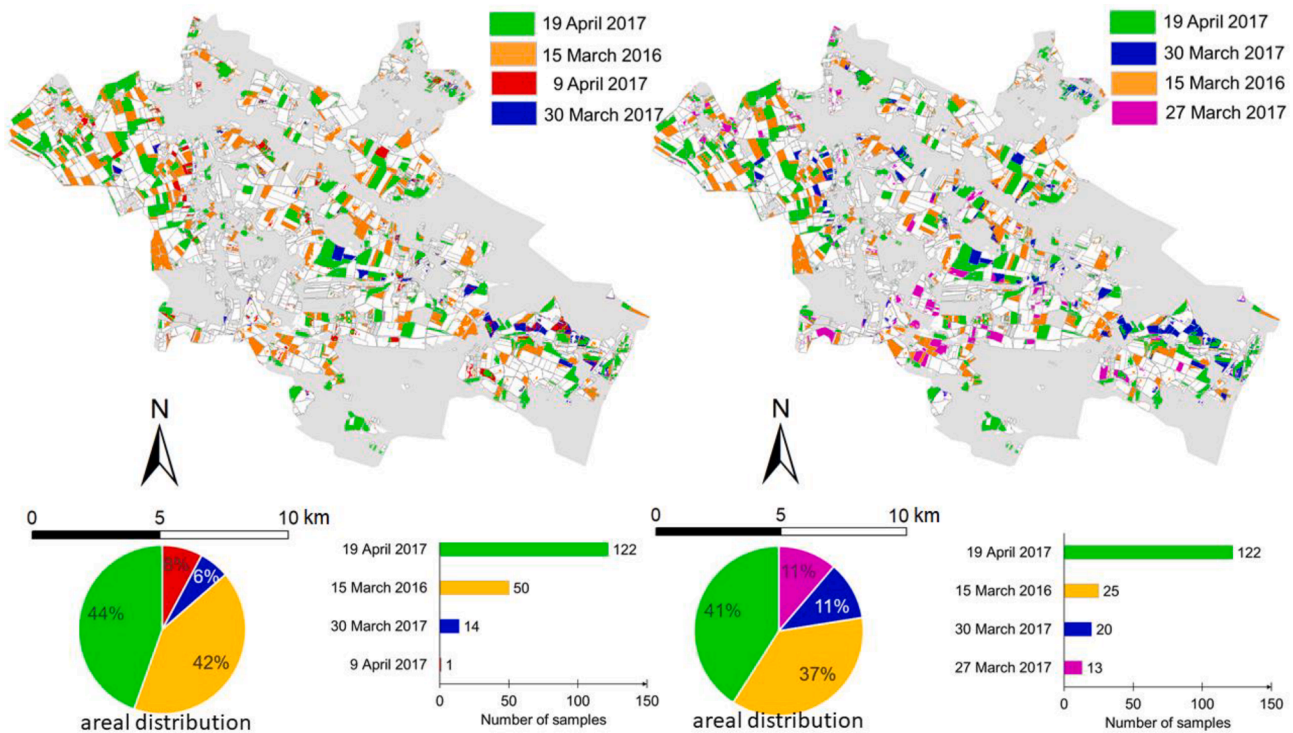 19 April 2017
15 March 2016
9 April 2017
30 March 2017
19 April 2017
30 March 2017
15 March 2016
27 March 2017
N
0 5 10 km
N
0 5 10 km
8%
6%
44%
42%
areal distribution
19 April 2017 122
15 March 2016 50
30 March 2017 14
9 April 2017 1
0 50 100 150
Number of samples
11%
11%
41%
37%
areal distribution
19 April 2017 122
15 March 2016 25
30 March 2017 20
27 March 2017 13
0 50 100 150
Number of samples